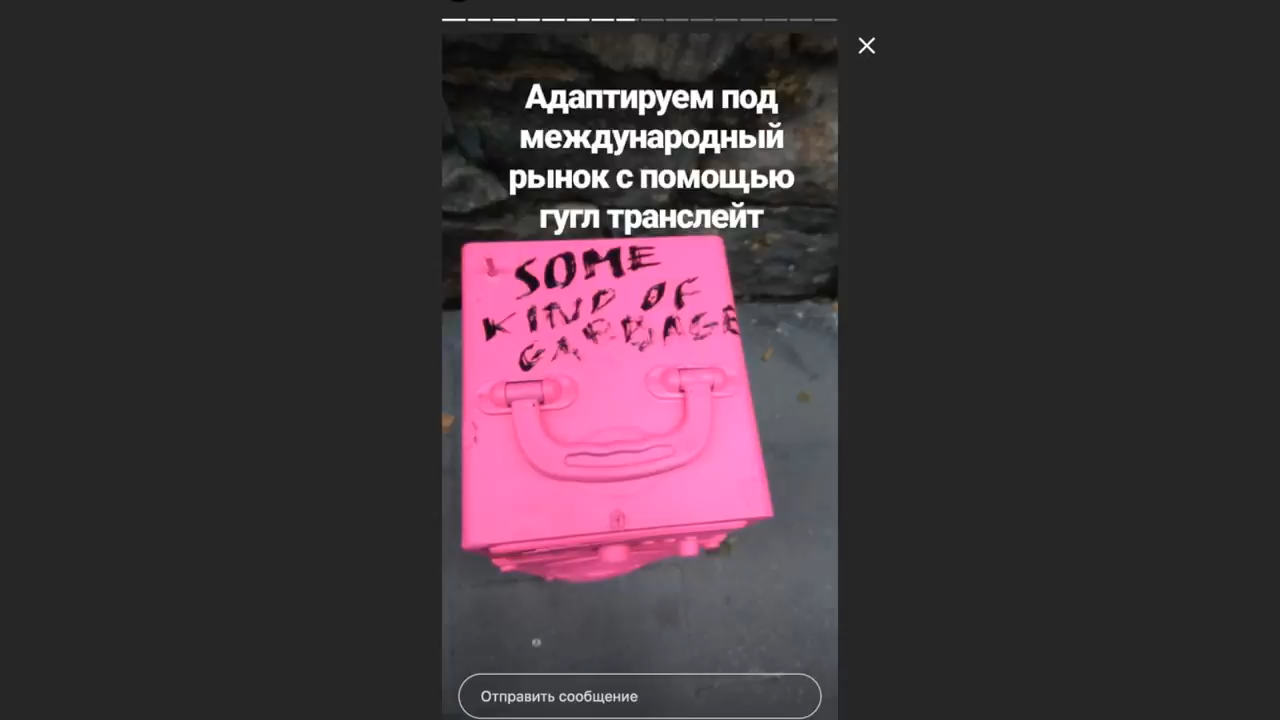 Адаптируем под
международный
рынок с помощью
гугл транслейт
SOME
KIND OF
GARBAGE
Отправить сообщение